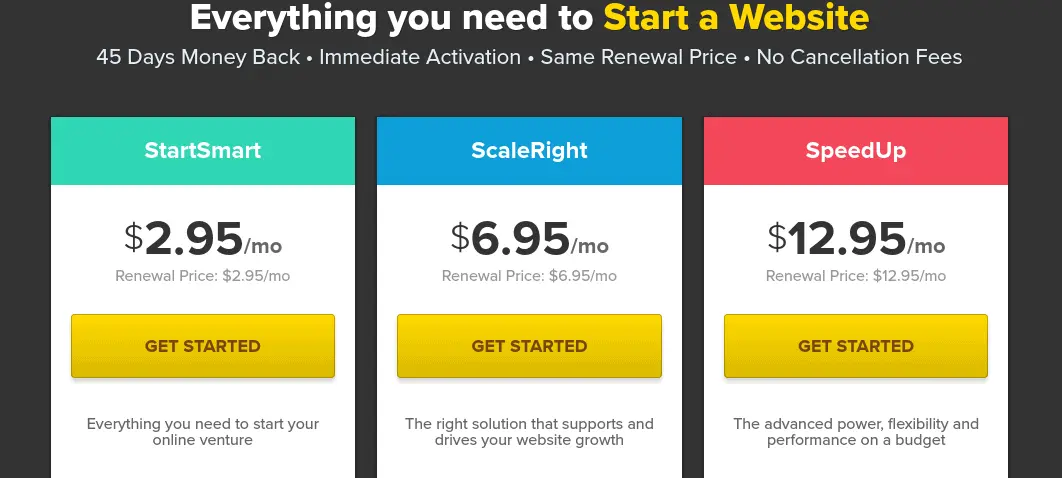 Everything you need to Start a Website
45 Days Money Back • Immediate Activation • Same Renewal Price • No Cancellation Fees
StartSmart
$2.95/mo
Renewal Price: $2.95/mo
GET STARTED
Everything you need to start your
online venture
ScaleRight
$6.95/mo
Renewal Price: $6.95/mo
GET STARTED
The right solution that supports and
drives your website growth
SpeedUp
$12.95/mo
Renewal Price: $12.95/mo
GET STARTED
The advanced power, flexibility and
performance on a budget